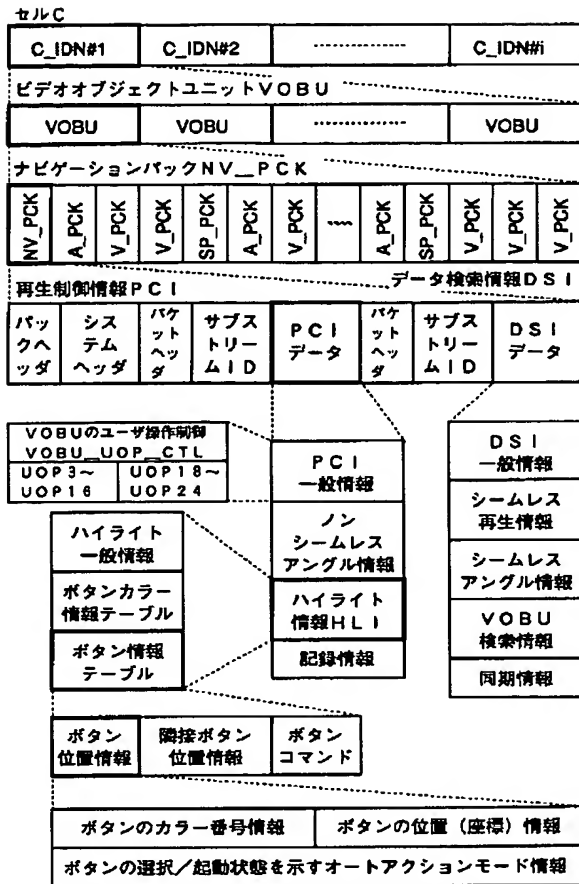 セルC
C_IDN#1 C_IDN#2 C_IDN#i
ビデオオブジェクトユニットVOBU
VOBU VOBU VOBU
ナビゲーションパックNV_PCK
NV_PCK A_PCK V_PCK V_PCK SP_PCK A_PCK V_PCK A_PCK SP_PCK V_PCK V_PCK V_PCK
再生制御情報PCI
データ検索情報DSI
パックヘッダ
システムヘッダ
パケットヘッダ
サブストリームID
PCIデータ
パケットヘッダ
サブストリームID
DSIデータ
VOBUのユーザ操作制御
VOBU_UOP_CTL
UOP3~
UOP16
UOP18~
UOP24
ハイライト
一般情報
ボタンカラー
情報テーブル
ボタン情報
テーブル
PCI
一般情報
ノン
シームレス
アングル情報
ハイライト
情報HLI
記録情報
DSI
一般情報
シームレス
再生情報
シームレス
アングル情報
VOBU
検索情報
同期情報
ボタン
位置情報
隣接ボタン
位置情報
ボタン
コマンド
ボタンのカラー番号情報
ボタンの位置(座標)情報
ボタンの選択/起動状態を示すオートアクションモード情報